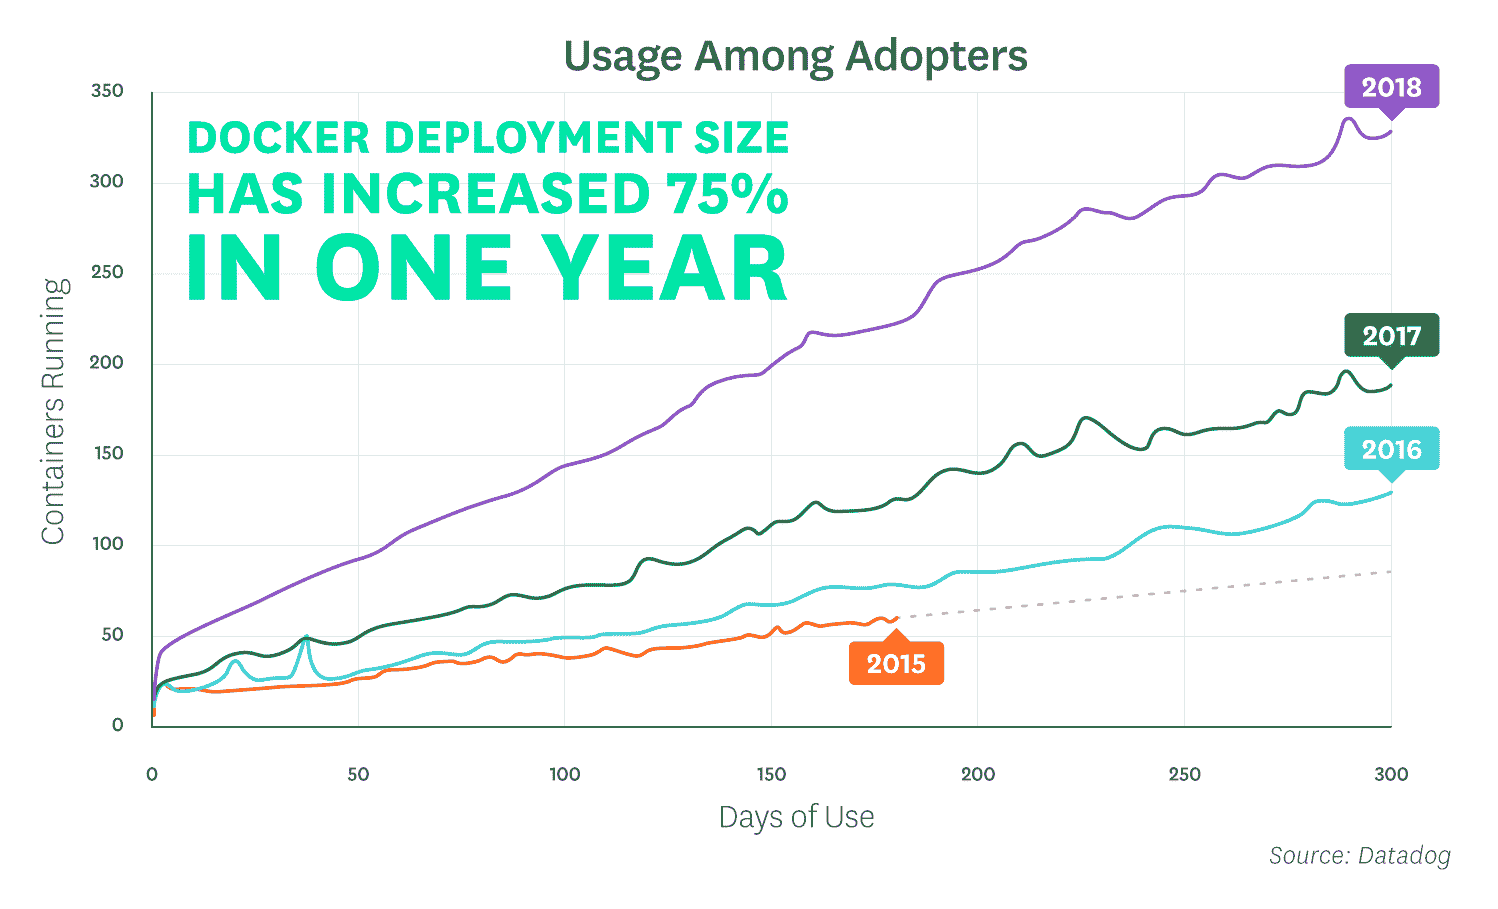 Usage Among Adopters
DOCKER DEPLOYMENT SIZE
HAS INCREASED 75%
IN ONE YEAR
Containers Running
350
300
250
200
150
100
50
0
2018
2017
2016
2015
0 50 100 150 200 250 300
Days of Use
Source: Datadog